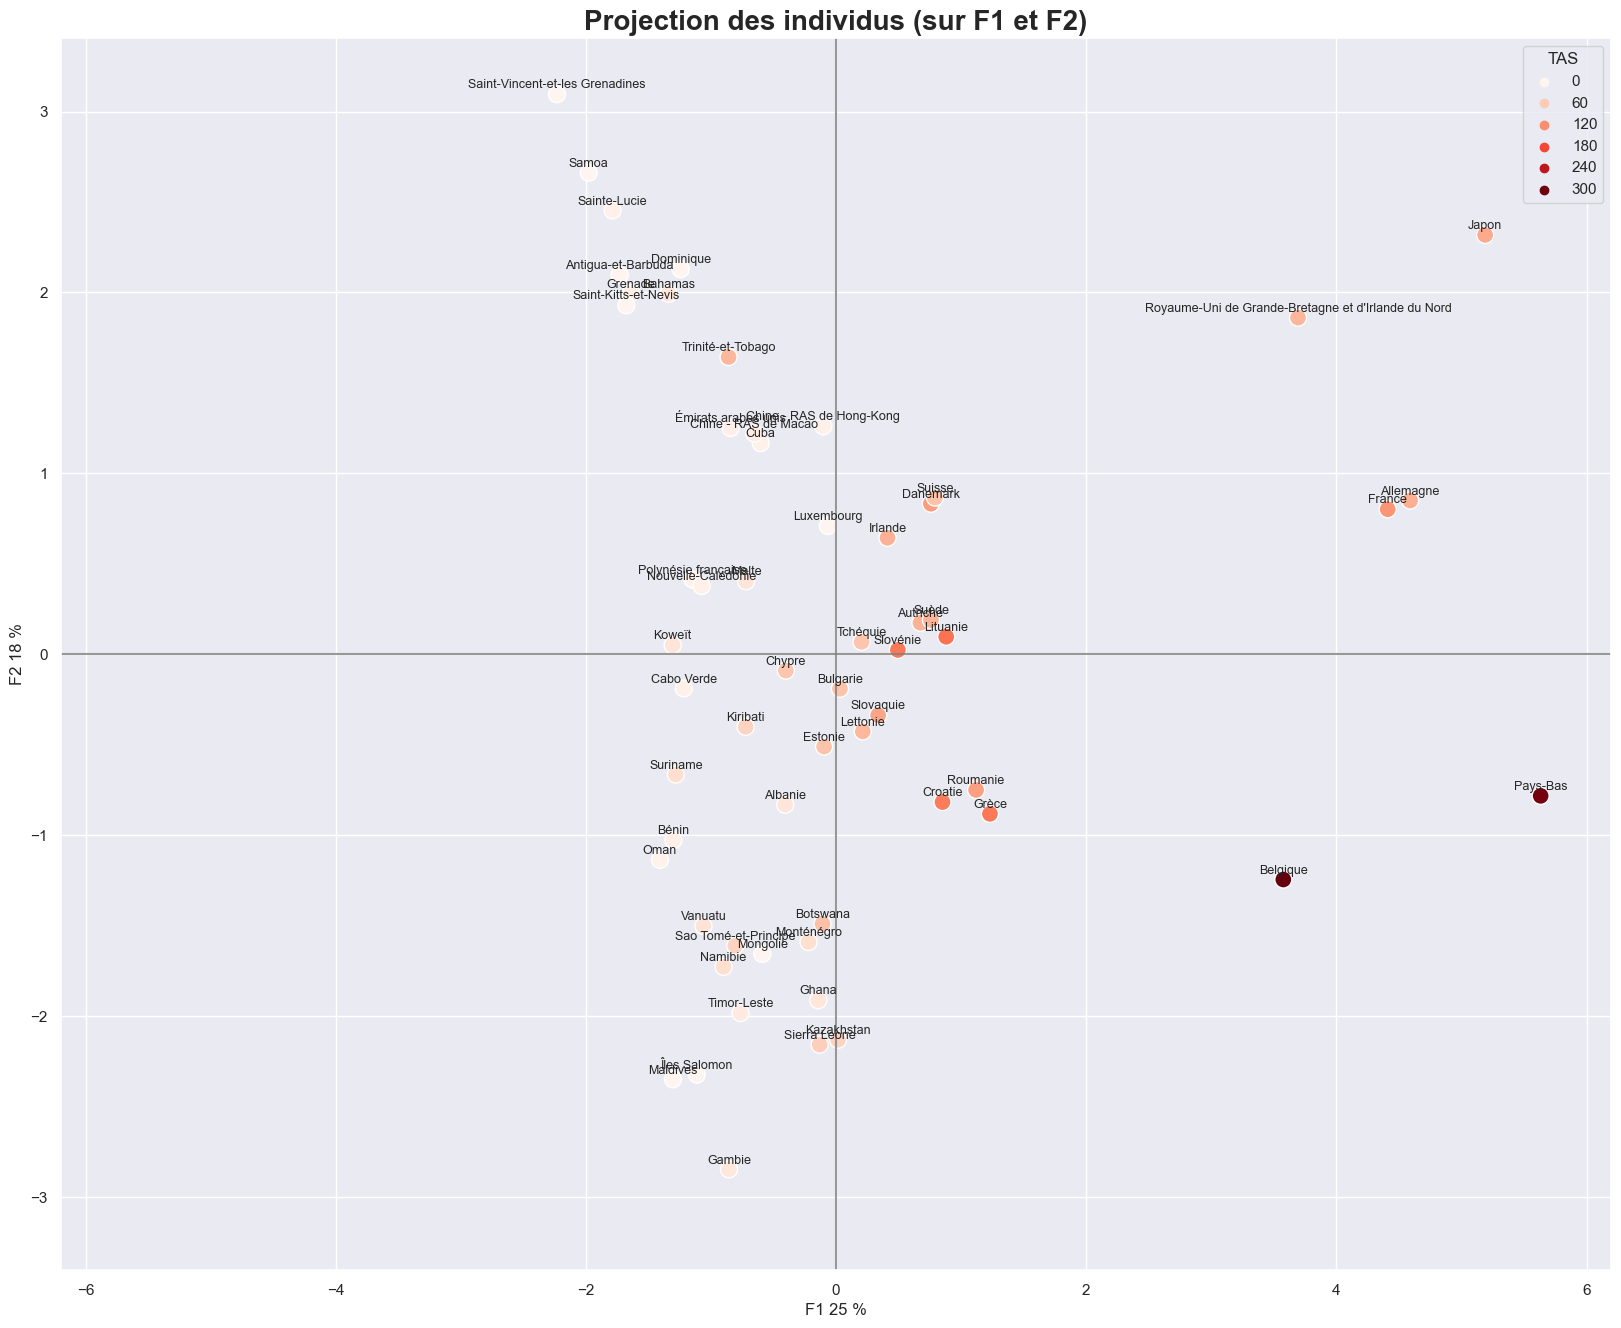 Projection des individus (sur F1 et F2)
TAS
0
60
120
180
240
300
Saint-Vincent-et-les Grenadines
Samoa
Sainte-Lucie
Japon
Dominique
Antigua-et-Barbuda
Grenade
Bahamas
Saint-Kitts-et-Nevis
Royaume-Uni de Grande-Bretagne et d'Irlande du Nord
Trinité-et-Tobago
Émirats arabes unis
Chine - RAS de Hong-Kong
Chine - RAS de Macao
Cuba
Suisse
Danemark
Allemagne
France
Luxembourg
Irlande
Polynésie française
Malte
Nouvelle-Calédonie
Suède
Autriche
Lituanie
Tchéquie
Slovénie
Koweït
Chypre
Cabo Verde
Bulgarie
Slovaquie
Kiribati
Lettonie
Estonie
Suriname
Roumanie
Pays-Bas
Albanie
Croatie
Grèce
Bénin
Oman
Belgique
Vanuatu
Botswana
Sao Tomé-et-Principe
Monténégro
Mongolie
Namibie
Ghana
Timor-Leste
Kazakhstan
Sierra Leone
Îles Salomon
Maldives
Gambie
3
2
1
0
−1
−2
−3
F2 18 %
−6
−4
−2
0
2
4
6
F1 25 %